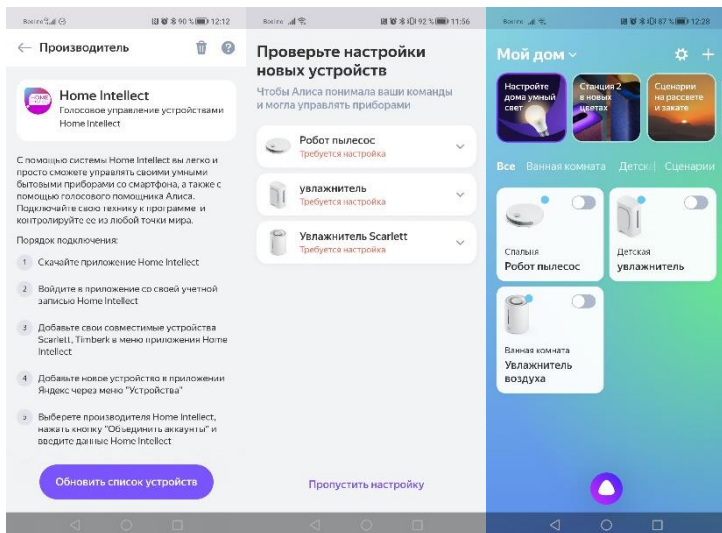 90 % 12:12
Производитель
Home Intellect
Голосовое управление устройствами
Home Intellect
С помощью системы Home Intellect вы легко и
просто сможете управлять своими умными
бытовыми приборами со смартфона, а также с
помощью голосового помощника Алиса.
Подключайте свою технику к программе и
контролируйте ее из любой точки мира.
Порядок подключения:
1 Скачайте приложение Home Intellect
2 Войдите в приложение со своей учетной
записью Home Intellect
3 Добавьте свои совместимые устройства
Scarlett, Timberk в меню приложения Home
Intellect
4 Добавьте новое устройство в приложении
Яндекс через меню "Устройства"
5 Выберете производителя Home Intellect,
нажать кнопку "Объединить аккаунты" и
введите данные Home Intellect
Обновить список устройств
92 % 11:56
Проверьте настройки
новых устройств
Чтобы Алиса понимала ваши команды
и могла управлять приборами
Робот пылесос
Требуется настройка
увлажнитель
Требуется настройка
Увлажнитель Scarlett
Требуется настройка
Пропустить настройку
87 % 12:28
Мой дом
Настройте
дома умный
свет
Станция 2
в новых
цветах
Сценарии
на рассвете
и закате
Все Ванная комната Детск Сценарии
Спальня
Робот пылесос
Детская
увлажнитель
Ванная комната
Увлажнитель
воздуха